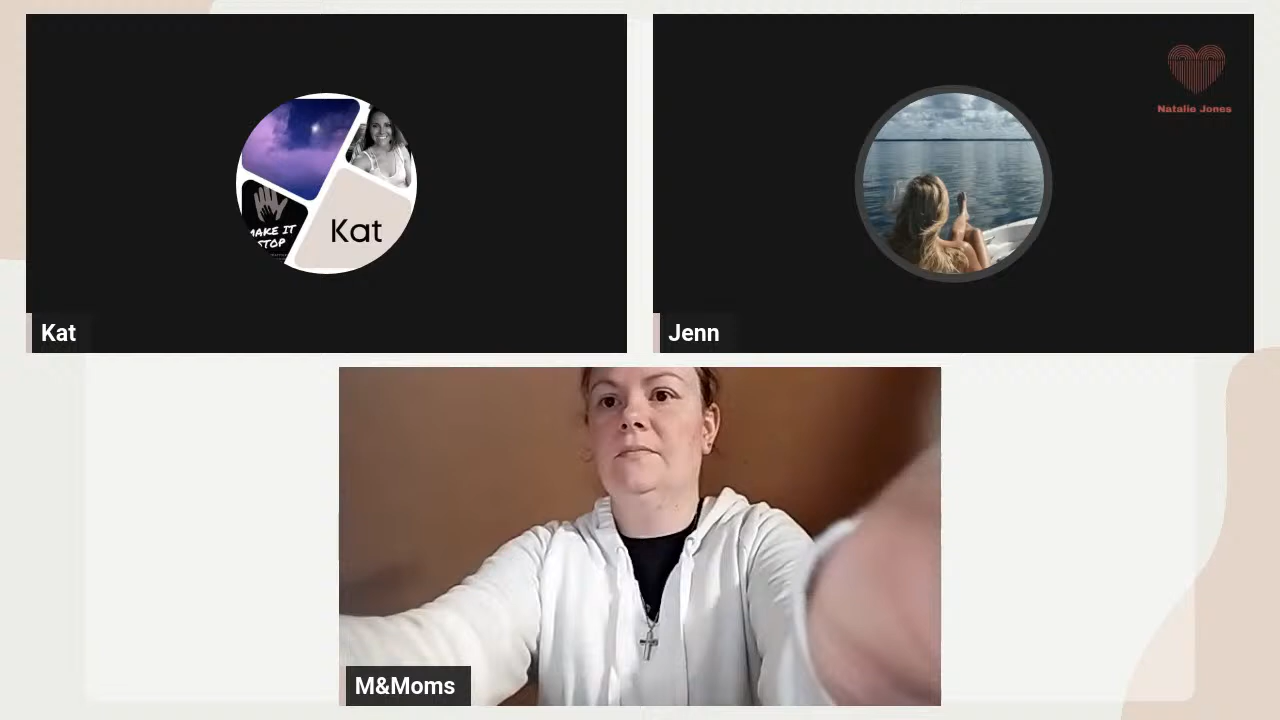 Natalie Jones
Kat
MAKE IT
STOP
Kat
Jenn
M&Moms